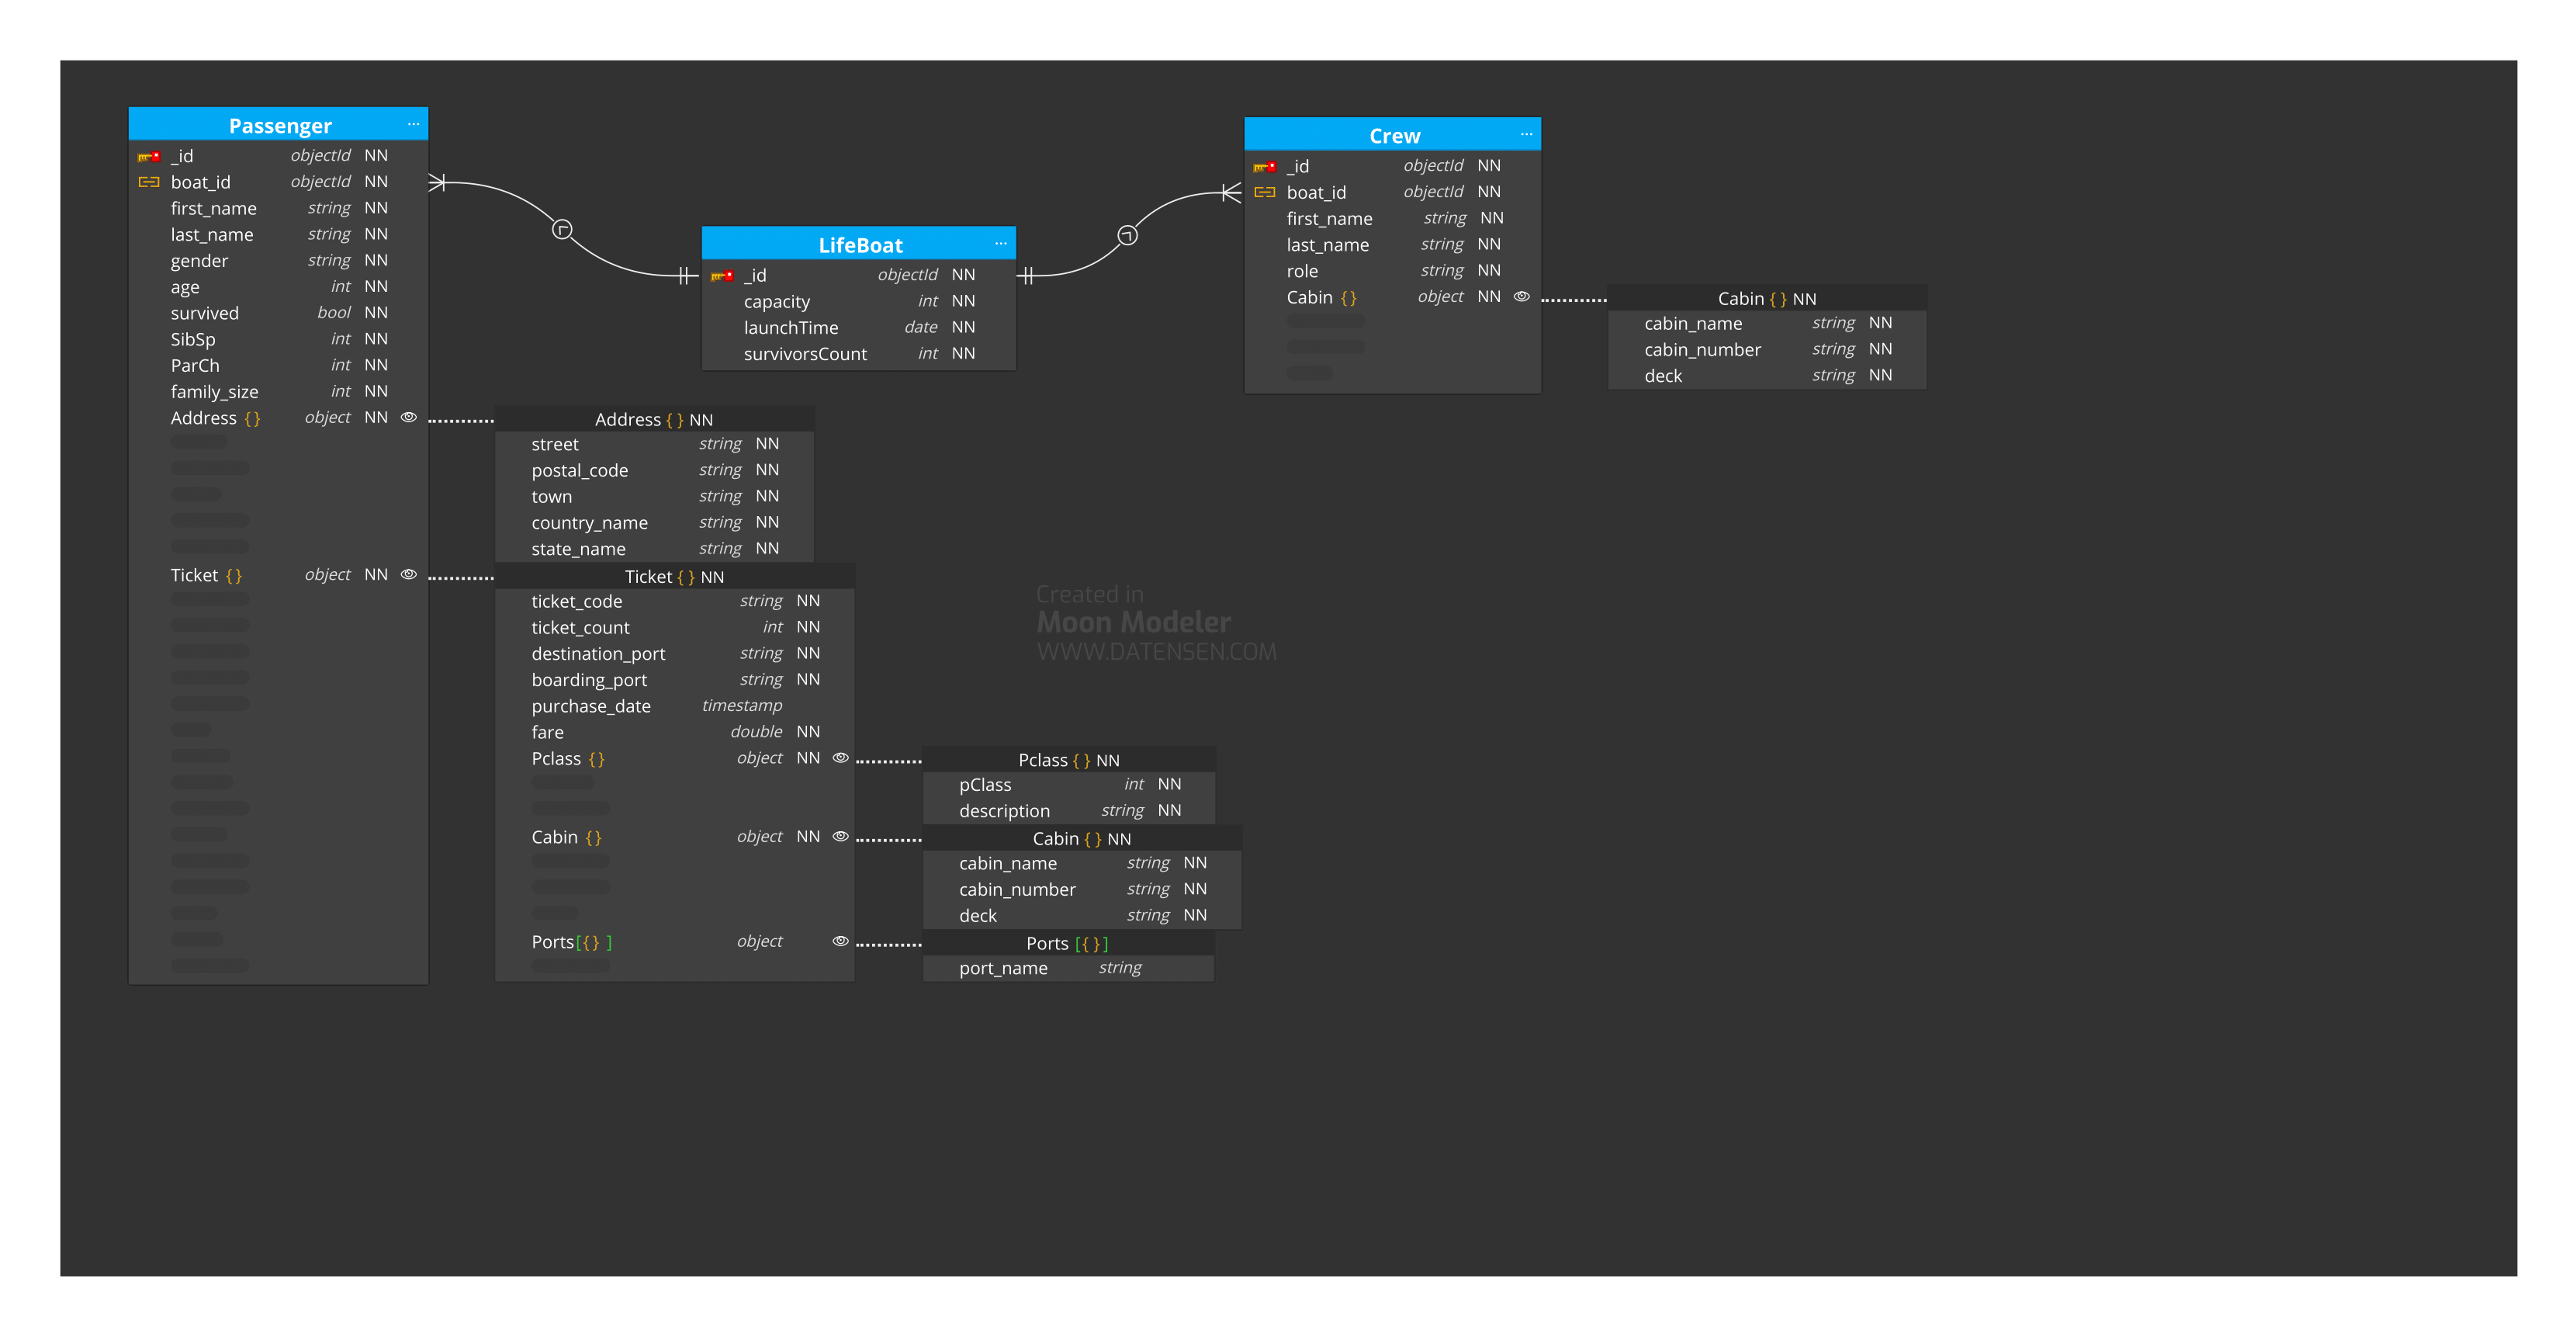 Passenger ...
_id objectId NN
boat_id objectId NN
first_name string NN
last_name string NN
gender string NN
age int NN
survived bool NN
SibSp int NN
ParCh int NN
family_size int NN
Address {} object NN
Ticket {} object NN
LifeBoat ...
_id objectId NN
capacity int NN
launchTime date NN
survivorsCount int NN
Crew ...
_id objectId NN
boat_id objectId NN
first_name string NN
last_name string NN
role string NN
Cabin {} object NN
Cabin { } NN
cabin_name string NN
cabin_number string NN
deck string NN
Address { } NN
street string NN
postal_code string NN
town string NN
country_name string NN
state_name string NN
Ticket { } NN
ticket_code string NN
ticket_count int NN
destination_port string NN
boarding_port string NN
purchase_date timestamp
fare double NN
Pclass {} object NN
Cabin {} object NN
Ports[{} ] object
Pclass { } NN
pClass int NN
description string NN
Cabin { } NN
cabin_name string NN
cabin_number string NN
deck string NN
Ports [{ }]
port_name string
Created in
Moon Modeler
WWW.DATENSEN.COM